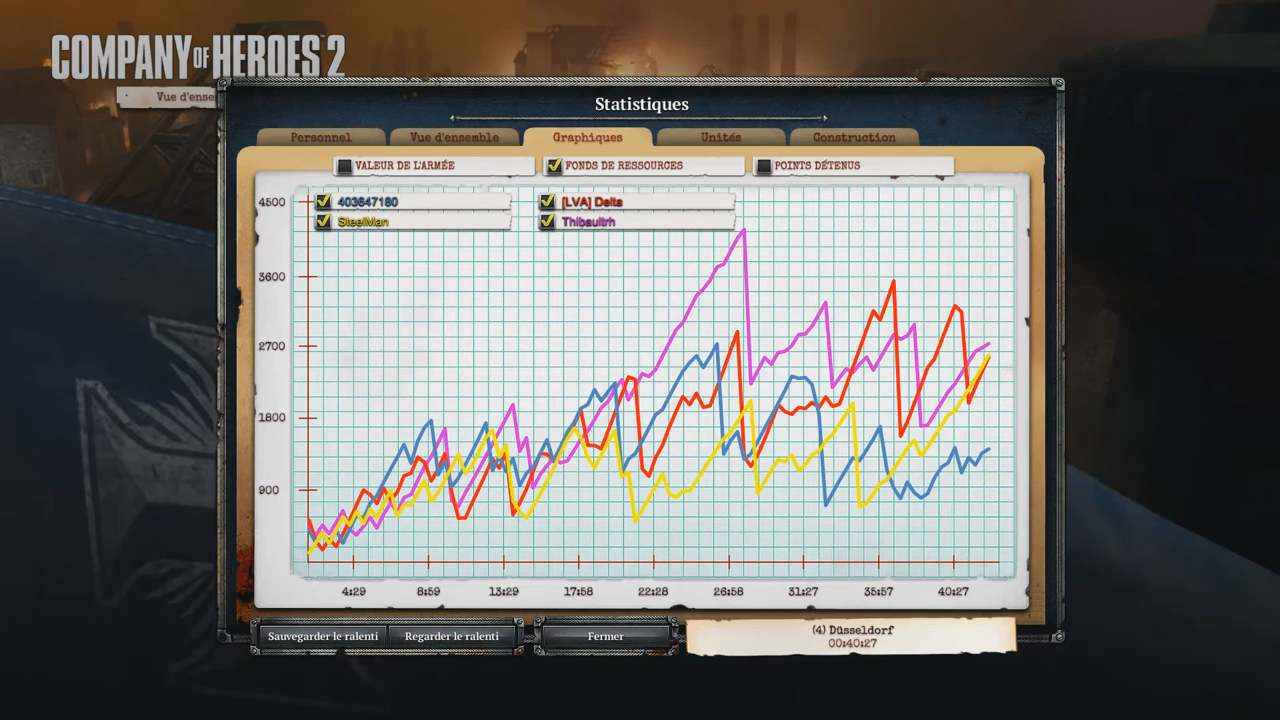 COMPANY OF HEROES 2
Vue d'ense
Statistiques
Personnel
Vue d'ensemble
Graphiques
Unités
Construction
VALEUR DE L'ARMÉE
FONDS DE RESSOURCES
POINTS DÉTENUS
403647180
[LVA] Delta
SteelMan
Thibaultrh
4500
3600
2700
1800
900
4:29
8:59
13:29
17:58
22:28
26:58
31:27
35:57
40:27
Sauvegarder le ralenti
Regarder le ralenti
Fermer
(4) Düsseldorf
00:40:27